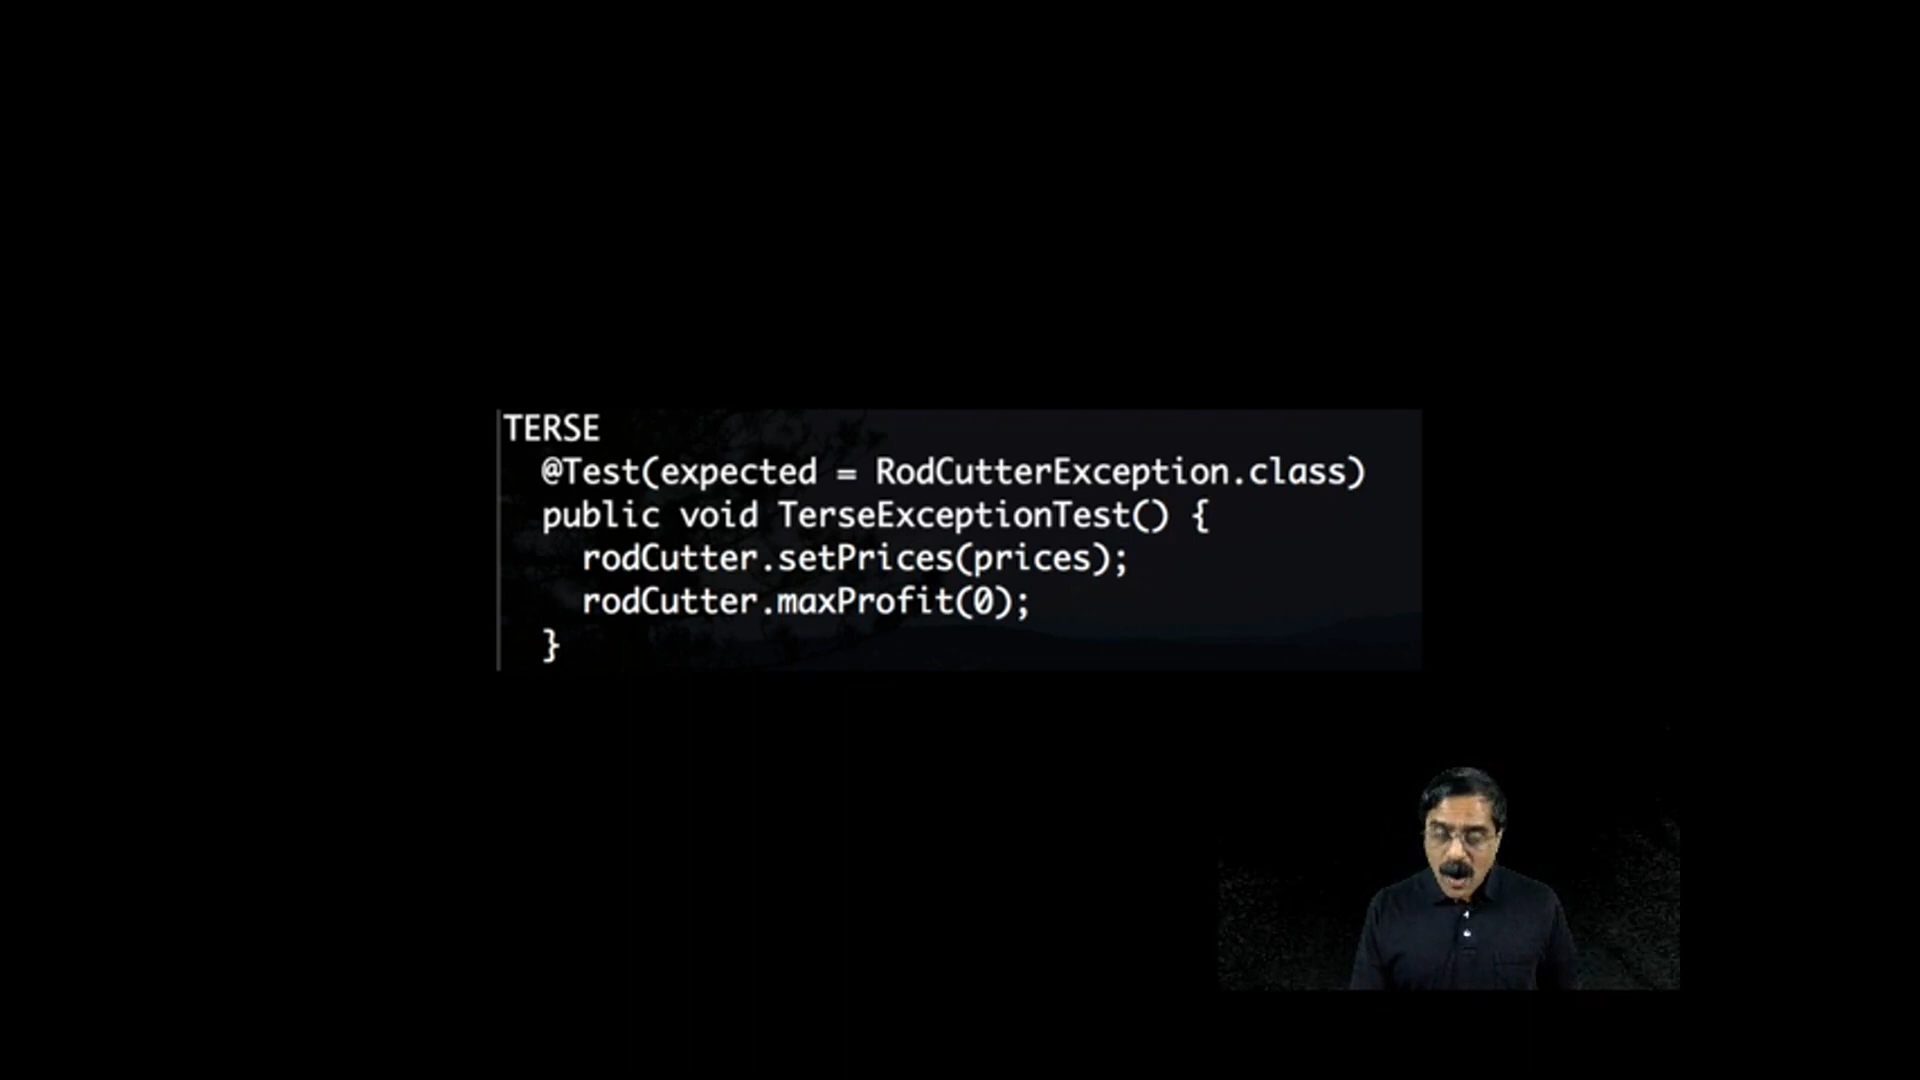 TERSE
@Test(expected = RodCutterException.class)
public void TerseExceptionTest() {
rodCutter.setPrices(prices);
rodCutter.maxProfit(0);
}